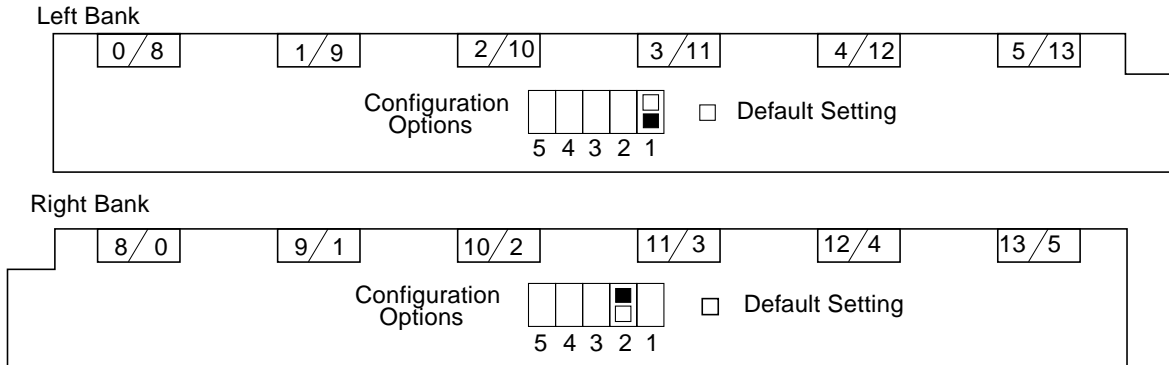 Left Bank
0/8 1/9 2/10 3/11 4/12 5/13
Configuration Options
Default Setting
5 4 3 2 1
Right Bank
8/0 9/1 10/2 11/3 12/4 13/5
Configuration Options
Default Setting
5 4 3 2 1